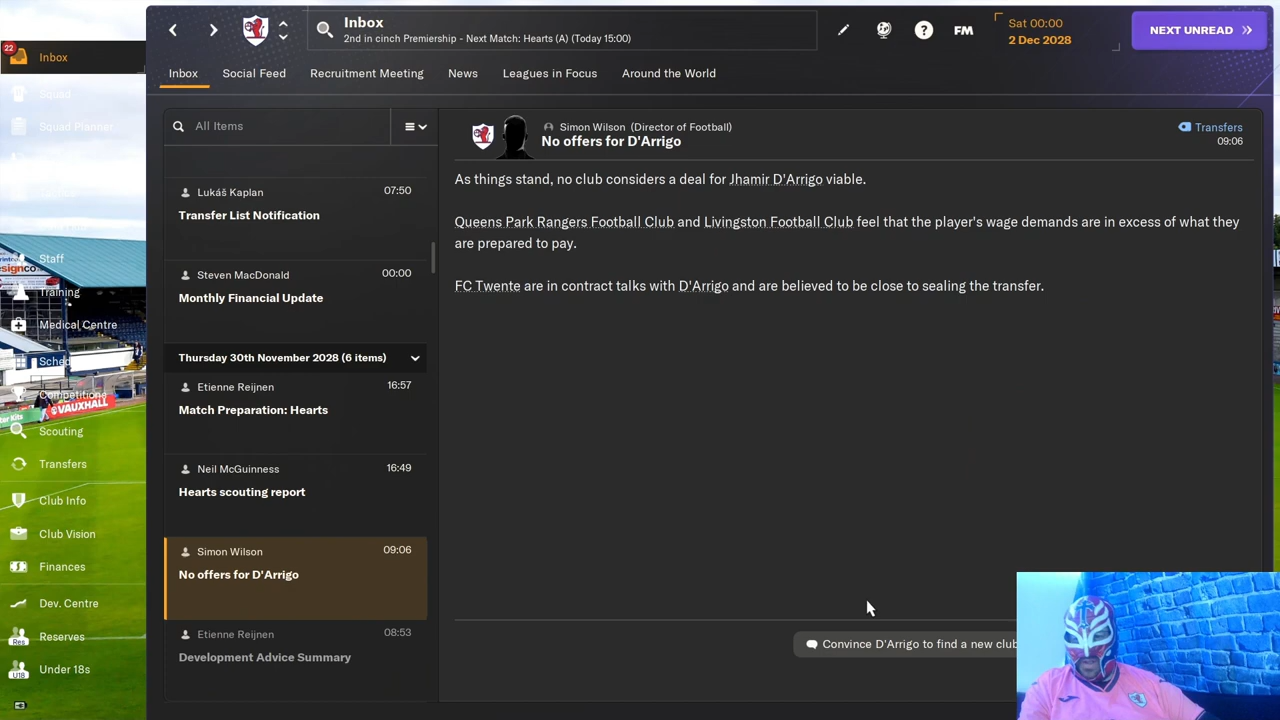 Inbox
2nd in cinch Premiership - Next Match: Hearts (A) (Today 15:00)
?
FM
Sat 00:00
2 Dec 2028
NEXT UNREAD
22
Inbox
Squad
Squad Planner
Staff
Training
Medical Centre
Sched
Competitions
Scouting
Transfers
Club Info
Club Vision
Finances
Dev. Centre
Res
Reserves
U18
Under 18s
VAUXHALL
Inbox
Social Feed
Recruitment Meeting
News
Leagues in Focus
Around the World
All Items
Lukáš Kaplan
07:50
Transfer List Notification
Steven MacDonald
00:00
Monthly Financial Update
Thursday 30th November 2028 (6 items)
Etienne Reijnen
16:57
Match Preparation: Hearts
Neil McGuinness
16:49
Hearts scouting report
Simon Wilson
09:06
No offers for D'Arrigo
Etienne Reijnen
08:53
Development Advice Summary
Simon Wilson (Director of Football)
No offers for D'Arrigo
Transfers
09:06
As things stand, no club considers a deal for Jhamir D'Arrigo viable.
Queens Park Rangers Football Club and Livingston Football Club feel that the player's wage demands are in excess of what they
are prepared to pay.
FC Twente are in contract talks with D'Arrigo and are believed to be close to sealing the transfer.
Convince D'Arrigo to find a new club